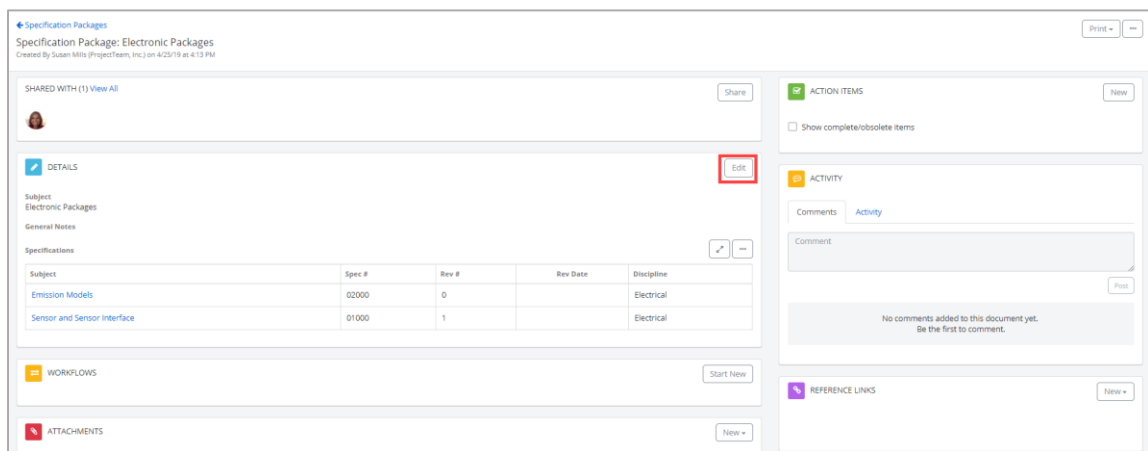 Specification Packages
Specification Package: Electronic Packages
Print
Created By Susan Mills (ProjectTeam, Inc.) on 4/25/19 at 4:13 PM
SHARED WITH (1) View All
Share
DETAILS
Edit
Subject
Electronic Packages
General Notes
Specifications
Subject Spec # Rev # Rev Date Discipline
Emission Models 02000 0 Electrical
Sensor and Sensor Interface 01000 1 Electrical
WORKFLOWS
Start New
ATTACHMENTS
New
ACTION ITEMS
New
Show complete/obsolete items
ACTIVITY
Comments Activity
Comment
Post
No comments added to this document yet.
Be the first to comment.
REFERENCE LINKS
New